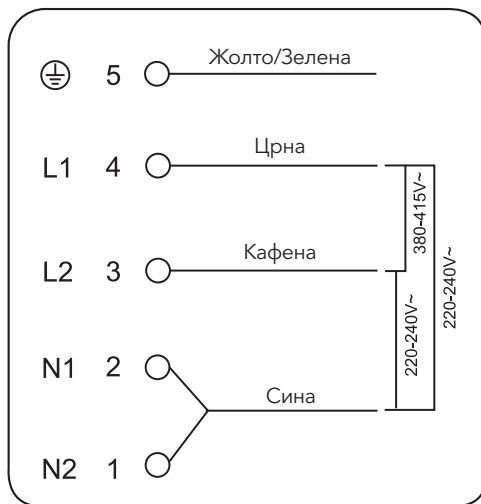 5 Жолто/Зелена
L1 4 Црна
L2 3 Кафена
N1 2
Сина
N2 1
380-415V~
220-240V~
220-240V~